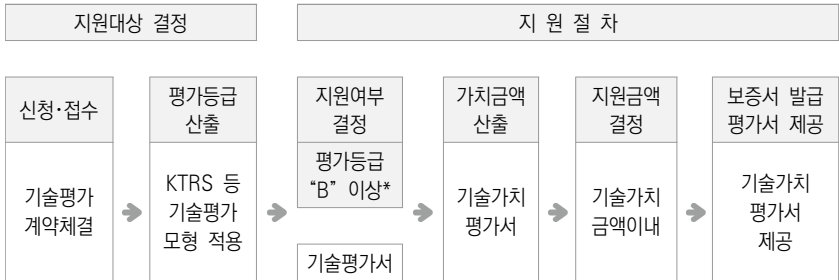 지원대상 결정
지 원 절 차
신청·접수
기술평가
계약체결
평가등급
산출
KTRS 등
기술평가
모형 적용
지원여부
결정
평가등급
“B” 이상*
기술평가서
가치금액
산출
기술가치
평가서
지원금액
결정
기술가치
금액이내
보증서 발급
평가서 제공
기술가치
평가서
제공